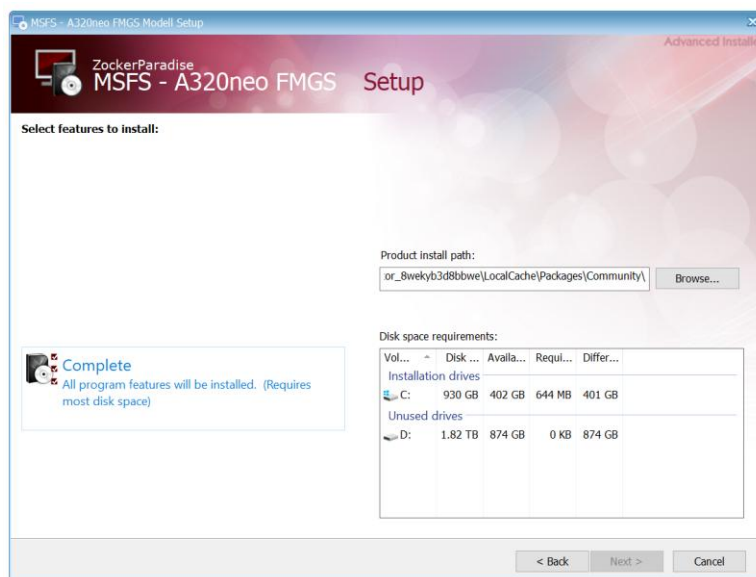 MSFS - A320neo FMGS Modell Setup
Advanced Installe
ZockerParadise
MSFS - A320neo FMGS Setup
Select features to install:
Product install path:
or_8wekyb3d8bbwe\LocalCache\Packages\Community\
Browse...
Disk space requirements:
Vol... Disk ... Availa... Requi... Differ...
Installation drives
C: 930 GB 402 GB 644 MB 401 GB
Unused drives
D: 1.82 TB 874 GB 0 KB 874 GB
Complete
All program features will be installed. (Requires
most disk space)
< Back Next > Cancel